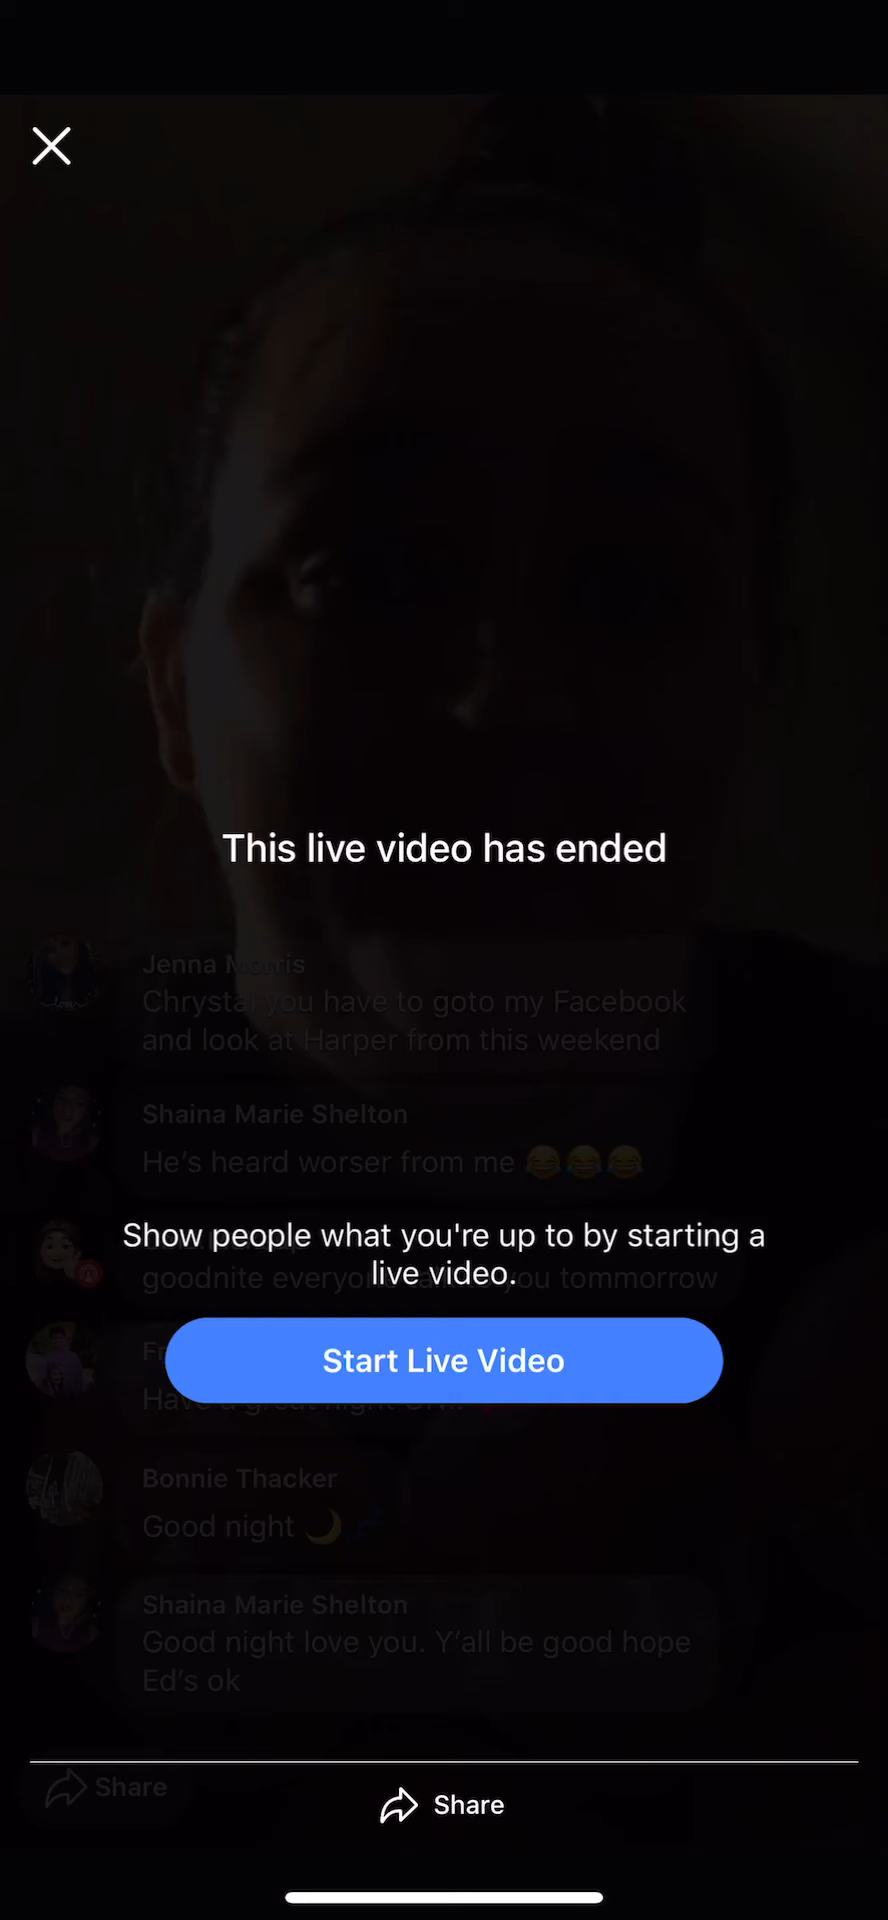 This live video has ended
Jenna Morris
Chrystal you have to goto my Facebook
and look at Harper from this weekend
Shaina Marie Shelton
He's heard worser from me 😂😂😂
Show people what you're up to by starting a
live video.
goodnite everyone you tommorrow
Start Live Video
Have a great night
Bonnie Thacker
Good night 🌙 💤
Shaina Marie Shelton
Good night love you. Y'all be good hope
Ed's ok
Share
Share